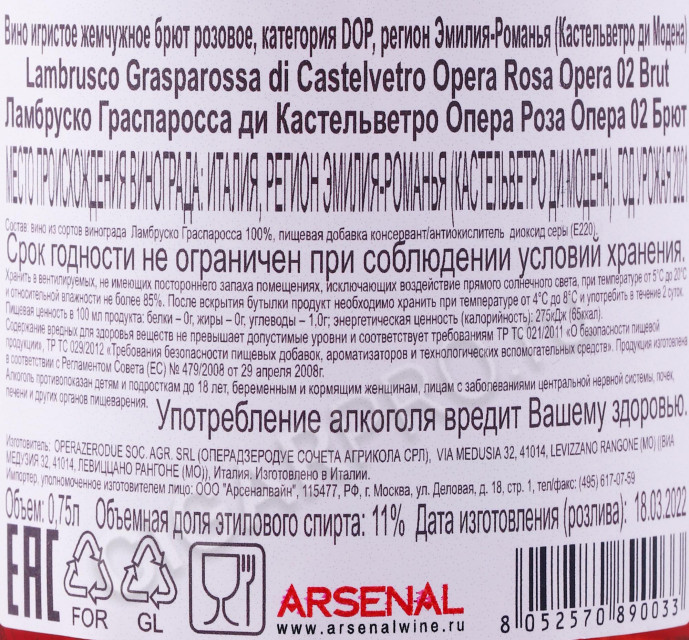 Вино игристое жемчужное брют розовое, категория DOP, регион Эмилия-Романья (Кастельветро ди Модена)
Lambrusco Grasparossa di Castelvetro Opera Rosa Opera 02 Brut
Ламбруско Граспаросса ди Кастельветро Опера Роза Опера 02 Брют
МЕСТО ПРОИСХОЖДЕНИЯ ВИНОГРАДА: ИТАЛИЯ, РЕГИОН ЭМИЛИЯ-РОМАНЬЯ (КАСТЕЛЬВЕТРО ДИ МОДЕНА). ГОД УРОЖАЯ 2021
Состав: вино из сортов винограда Ламбруско Граспаросса 100%, пищевая добавка консервант/антиокислитель диоксид серы (Е220).
Срок годности не ограничен при соблюдении условий хранения.
Хранить в вентилируемых, не имеющих постороннего запаха помещениях, исключающих воздействие прямого солнечного света, при температуре от 5°С до 20°С
и относительной влажности не более 85%. После вскрытия бутылки продукт необходимо хранить при температуре от 4°С до 8°С и употребить в течение 2 суток.
Пищевая ценность в 100 мл продукта: белки – 0г, жиры – 0г, углеводы – 1,0г; энергетическая ценность (калорийность): 275кДж (65ккал).
Содержание вредных для здоровья веществ не превышает допустимые уровни и соответствует требованиям ТР ТС 021/2011 «О безопасности пищевой
продукции», ТР ТС 029/2012 «Требования безопасности пищевых добавок, ароматизаторов и технологических вспомогательных средств». Продукция изготовлена
в соответствии с Регламентом Совета (ЕС) № 479/2008 от 29 апреля 2008г.
Алкоголь противопоказан детям и подросткам до 18 лет, беременным и кормящим женщинам, лицам с заболеваниями центральной нервной системы, почек,
печени и других органов пищеварения.
Употребление алкоголя вредит Вашему здоровью.
Изготовитель: OPERAZERODUE SOC. AGR. SRL (ОПЕРАДЗЕРОДУЕ СОЧЕТА АГРИКОЛА СРЛ), VIA MEDUSIA 32, 41014, LEVIZZANO RANGONE (MO) (ВИА
МЕДУЗИЯ 32, 41014, ЛЕВИЦЦАНО РАНГОНЕ (МО)), Италия. Изготовлено в Италии.
Импортер, уполномоченное изготовителем лицо: ООО "Арсеналвайн", 115477, РФ, г. Москва, ул. Деловая, д. 18, стр. 1, тел/факс: (495) 617-07-59
Объем: 0,75л Объемная доля этилового спирта: 11% Дата изготовления (розлива): 18.03.2022
EAC
FOR
GL
ARSENAL
www.arsenalwine.ru
8 052570 890033